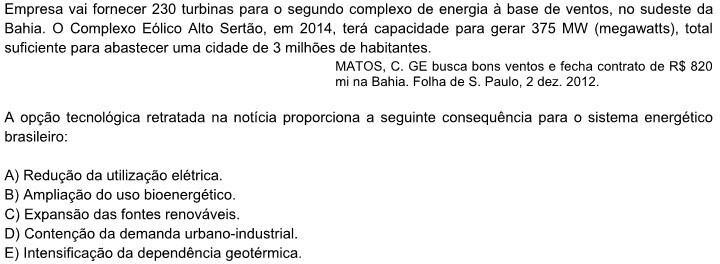 Empresa vai fornecer 230 turbinas para o segundo complexo de energia à base de ventos, no sudeste da
Bahia. O Complexo Eólico Alto Sertão, em 2014, terá capacidade para gerar 375 MW (megawatts), total
suficiente para abastecer uma cidade de 3 milhões de habitantes.
MATOS, C. GE busca bons ventos e fecha contrato de R$ 820
mi na Bahia. Folha de S. Paulo, 2 dez. 2012.
A opção tecnológica retratada na notícia proporciona a seguinte consequência para o sistema energético
brasileiro:
A) Redução da utilização elétrica.
B) Ampliação do uso bioenergético.
C) Expansão das fontes renováveis.
D) Contenção da demanda urbano-industrial.
E) Intensificação da dependência geotérmica.